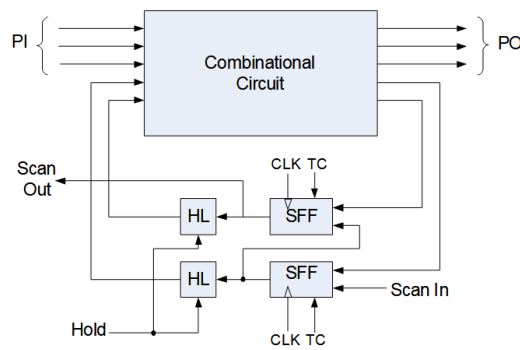 PI
PO
Combinational
Circuit
CLK TC
Scan
Out
HL
SFF
HL
SFF
Scan In
Hold
CLK TC